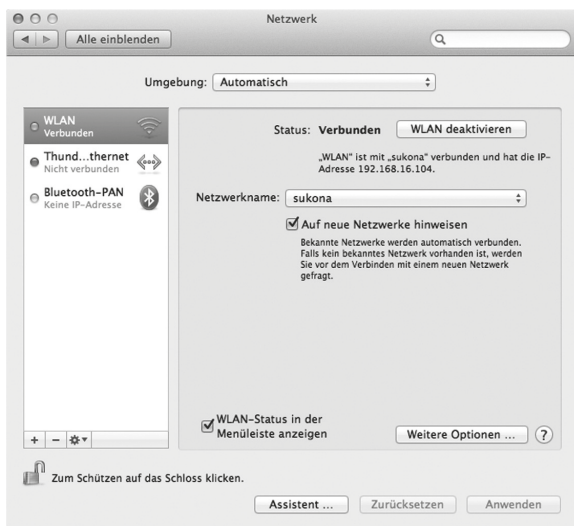 Netzwerk
Alle einblenden
Umgebung: Automatisch
WLAN
Verbunden
Thund...thernet
Nicht verbunden
Bluetooth-PAN
Keine IP-Adresse
Status: Verbunden WLAN deaktivieren
„WLAN" ist mit „sukona" verbunden und hat die IP-
Adresse 192.168.16.104.
Netzwerkname: sukona
Auf neue Netzwerke hinweisen
Bekannte Netzwerke werden automatisch verbunden.
Falls kein bekanntes Netzwerk vorhanden ist, werden
Sie vor dem Verbinden mit einem neuen Netzwerk
gefragt.
WLAN-Status in der
Menüleiste anzeigen
Weitere Optionen ... ?
+ -
Zum Schützen auf das Schloss klicken.
Assistent ... Zurücksetzen Anwenden